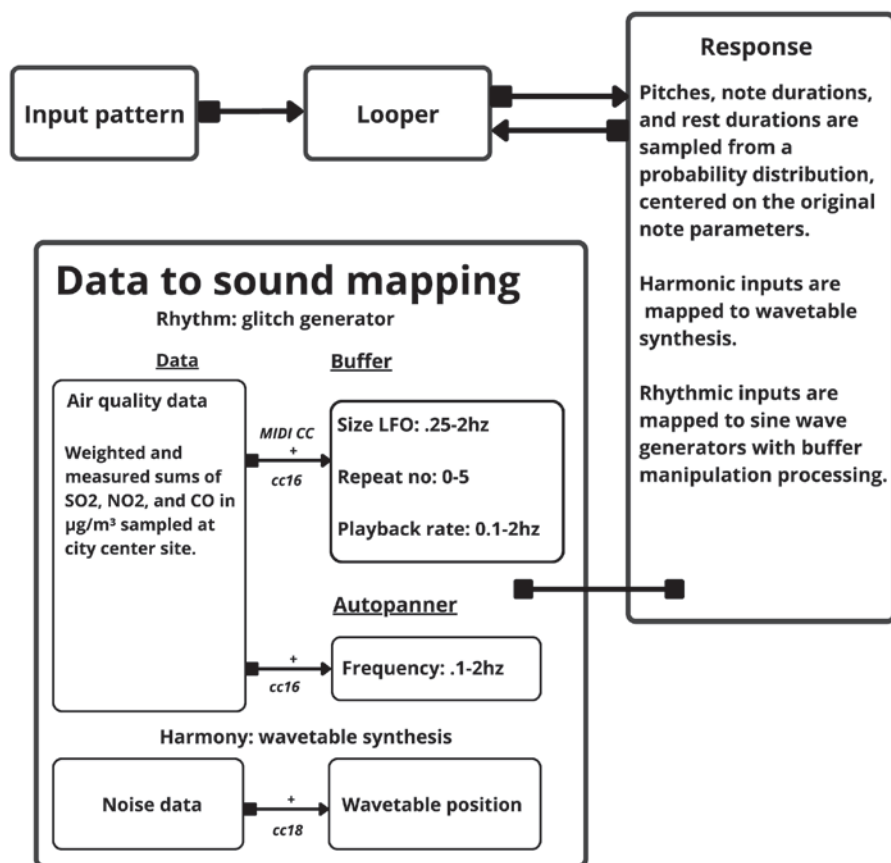 Input pattern
Looper
Response
Pitches, note durations,
and rest durations are
sampled from a
probability distribution,
centered on the original
note parameters.
Harmonic inputs are
mapped to wavetable
synthesis.
Rhythmic inputs are
mapped to sine wave
generators with buffer
manipulation processing.
Data to sound mapping
Rhythm: glitch generator
Data
Buffer
Air quality data
Weighted and
measured sums of
SO2, NO2, and CO in
µg/m³ sampled at
city center site.
MIDI CC
+
cc16
Size LFO: .25-2hz
Repeat no: 0-5
Playback rate: 0.1-2hz
Autopanner
+
cc16
Frequency: .1-2hz
Harmony: wavetable synthesis
Noise data
+
cc18
Wavetable position